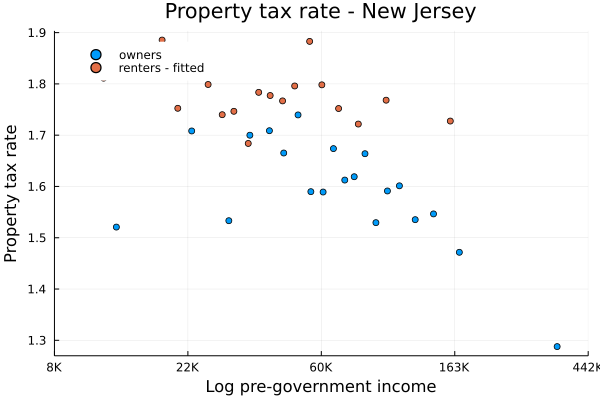 Property tax rate - New Jersey
1.9
owners
renters - fitted
1.8
1.7
1.6
1.5
1.4
1.3
Property tax rate
8K 22K 60K 163K 442K
Log pre-government income